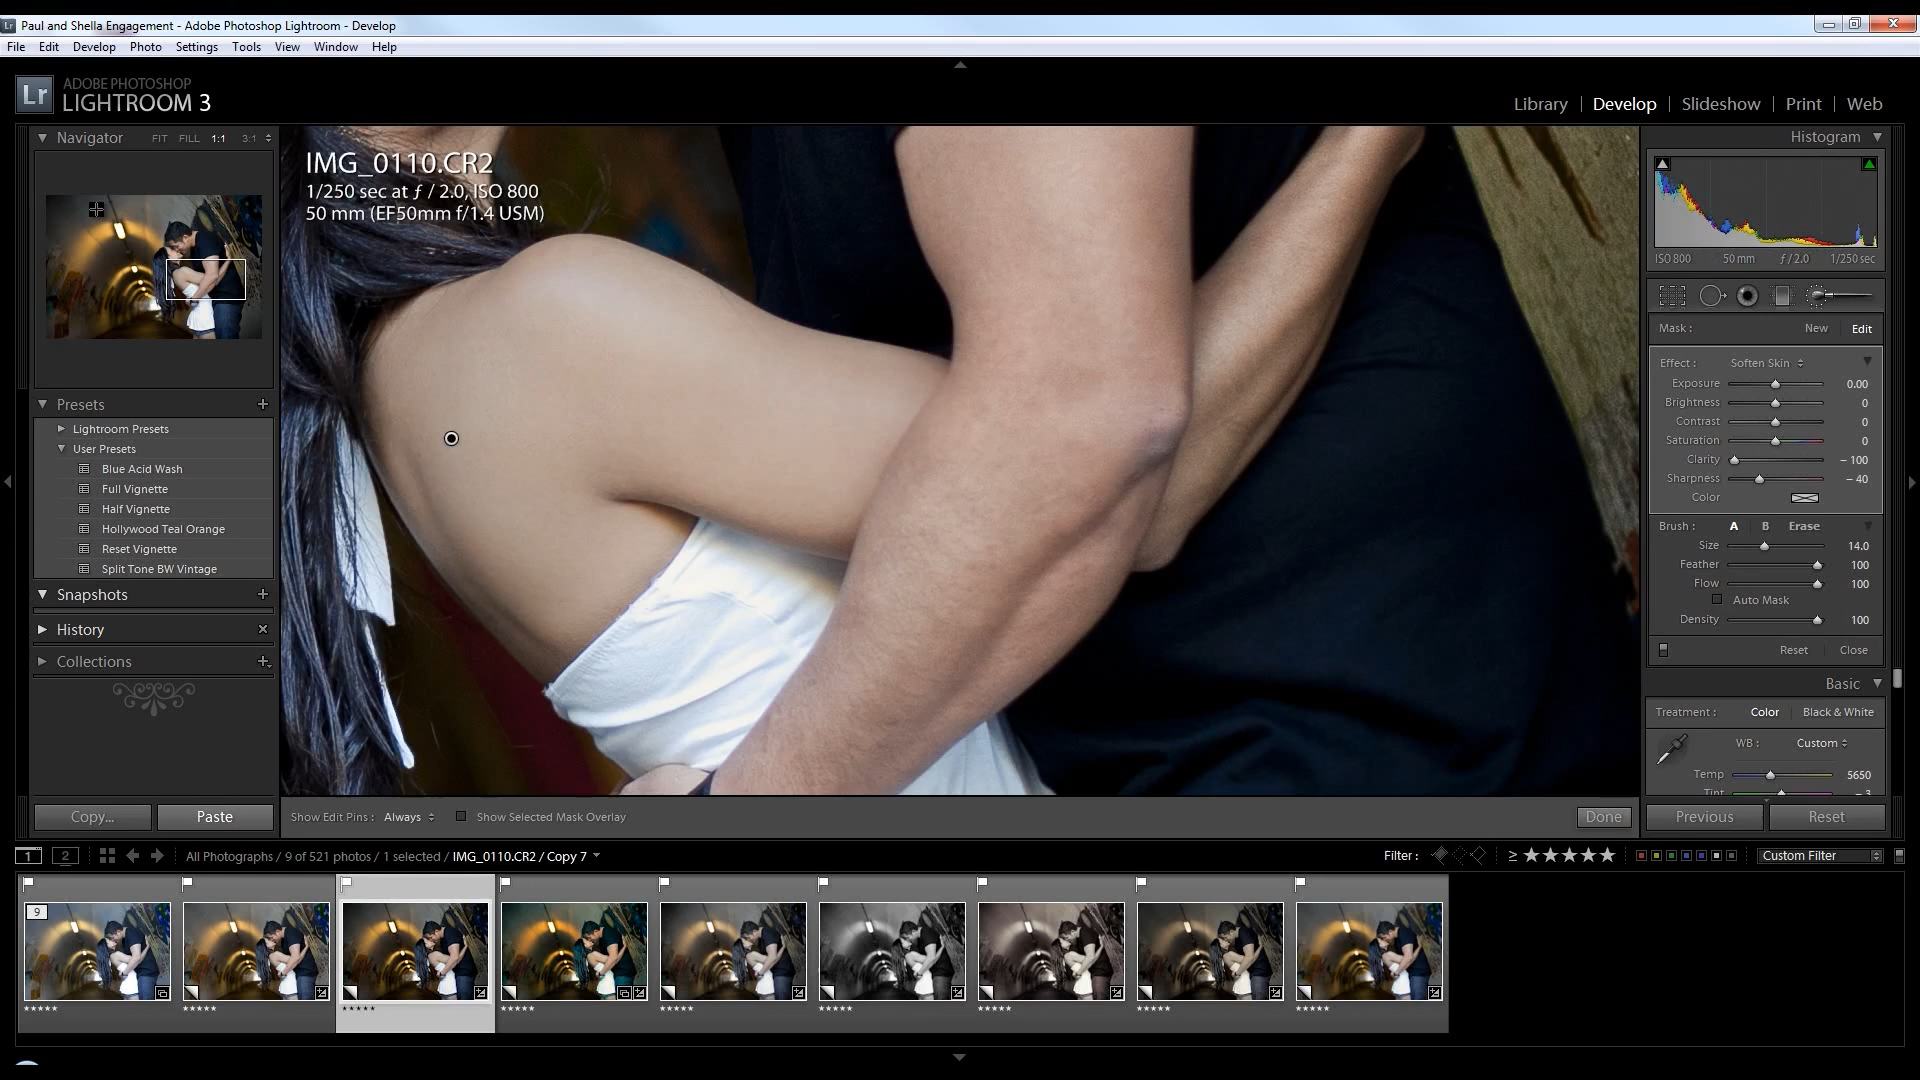 Paul and Shella Engagement - Adobe Photoshop Lightroom - Develop
File Edit Develop Photo Settings Tools View Window Help
Lr ADOBE PHOTOSHOP
LIGHTROOM 3
Library | Develop | Slideshow | Print | Web
Navigator FIT FILL 1:1 3:1
Presets +
Lightroom Presets
User Presets
Blue Acid Wash
Full Vignette
Half Vignette
Hollywood Teal Orange
Reset Vignette
Split Tone BW Vintage
Snapshots +
History ×
Collections +
Copy... Paste
IMG_0110.CR2
1/250 sec at ƒ / 2.0, ISO 800
50 mm (EF50mm f/1.4 USM)
Show Edit Pins : Always Show Selected Mask Overlay Done
Histogram
ISO 800 50 mm ƒ / 2.0 1/250 sec
Mask : New Edit
Effect : Soften Skin
Exposure 0.00
Brightness 0
Contrast 0
Saturation 0
Clarity – 100
Sharpness – 40
Color
Brush : A B Erase
Size 14.0
Feather 100
Flow 100
Auto Mask
Density 100
Reset Close
Basic
Treatment : Color Black & White
WB : Custom
Temp 5650
Tint – 3
Previous Reset
1 2 All Photographs / 9 of 521 photos / 1 selected / IMG_0110.CR2 / Copy 7
Filter : ≥ ★★★★★ Custom Filter
9